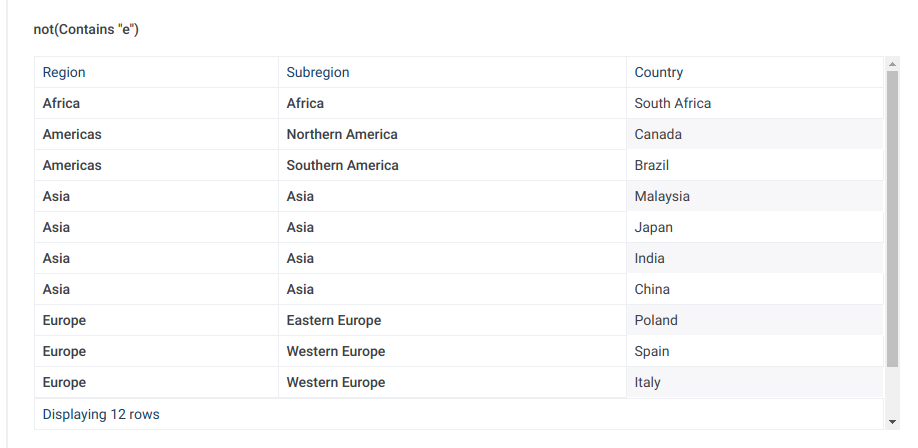 not(Contains "e")
Region Subregion Country
Africa Africa South Africa
Americas Northern America Canada
Americas Southern America Brazil
Asia Asia Malaysia
Asia Asia Japan
Asia Asia India
Asia Asia China
Europe Eastern Europe Poland
Europe Western Europe Spain
Europe Western Europe Italy
Displaying 12 rows